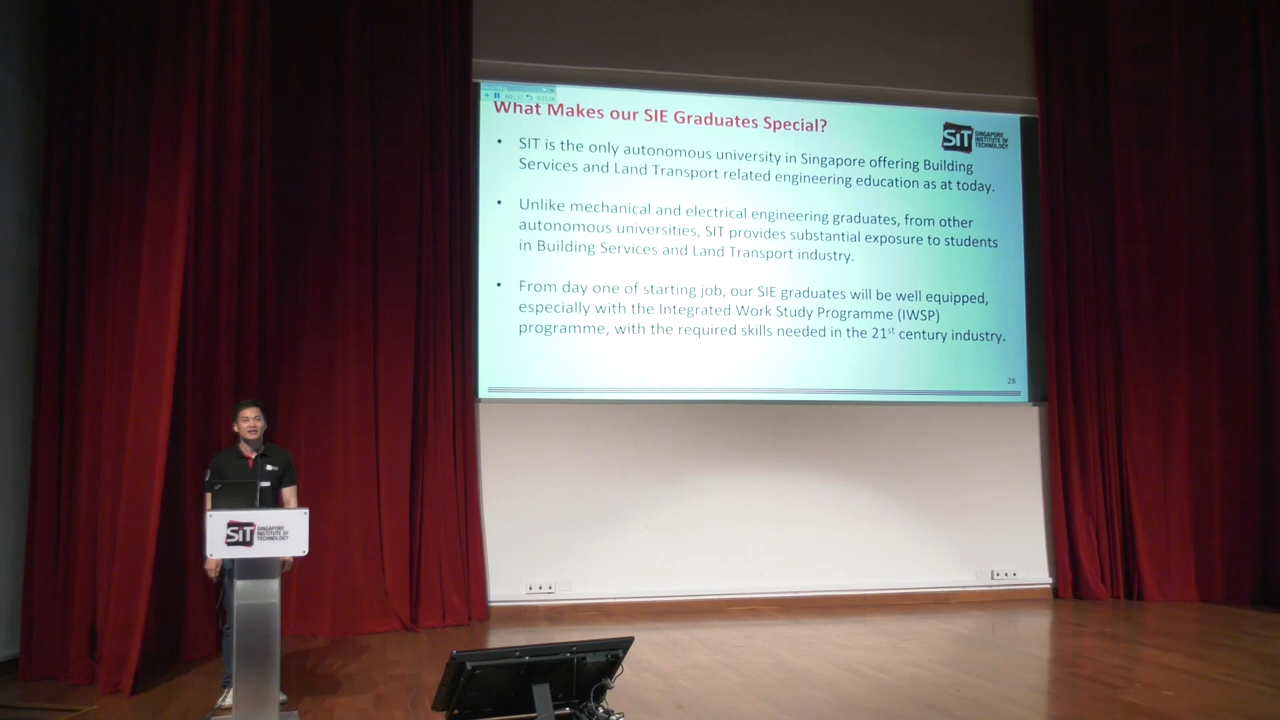 What Makes our SIE Graduates Special?
SiT SINGAPORE
INSTITUTE OF
TECHNOLOGY
• SIT is the only autonomous university in Singapore offering Building
Services and Land Transport related engineering education as at today.
• Unlike mechanical and electrical engineering graduates, from other
autonomous universities, SIT provides substantial exposure to students
in Building Services and Land Transport industry.
• From day one of starting job, our SIE graduates will be well equipped,
especially with the Integrated Work Study Programme (IWSP)
programme, with the required skills needed in the 21st century industry.
28
SiT SINGAPORE
INSTITUTE OF
TECHNOLOGY